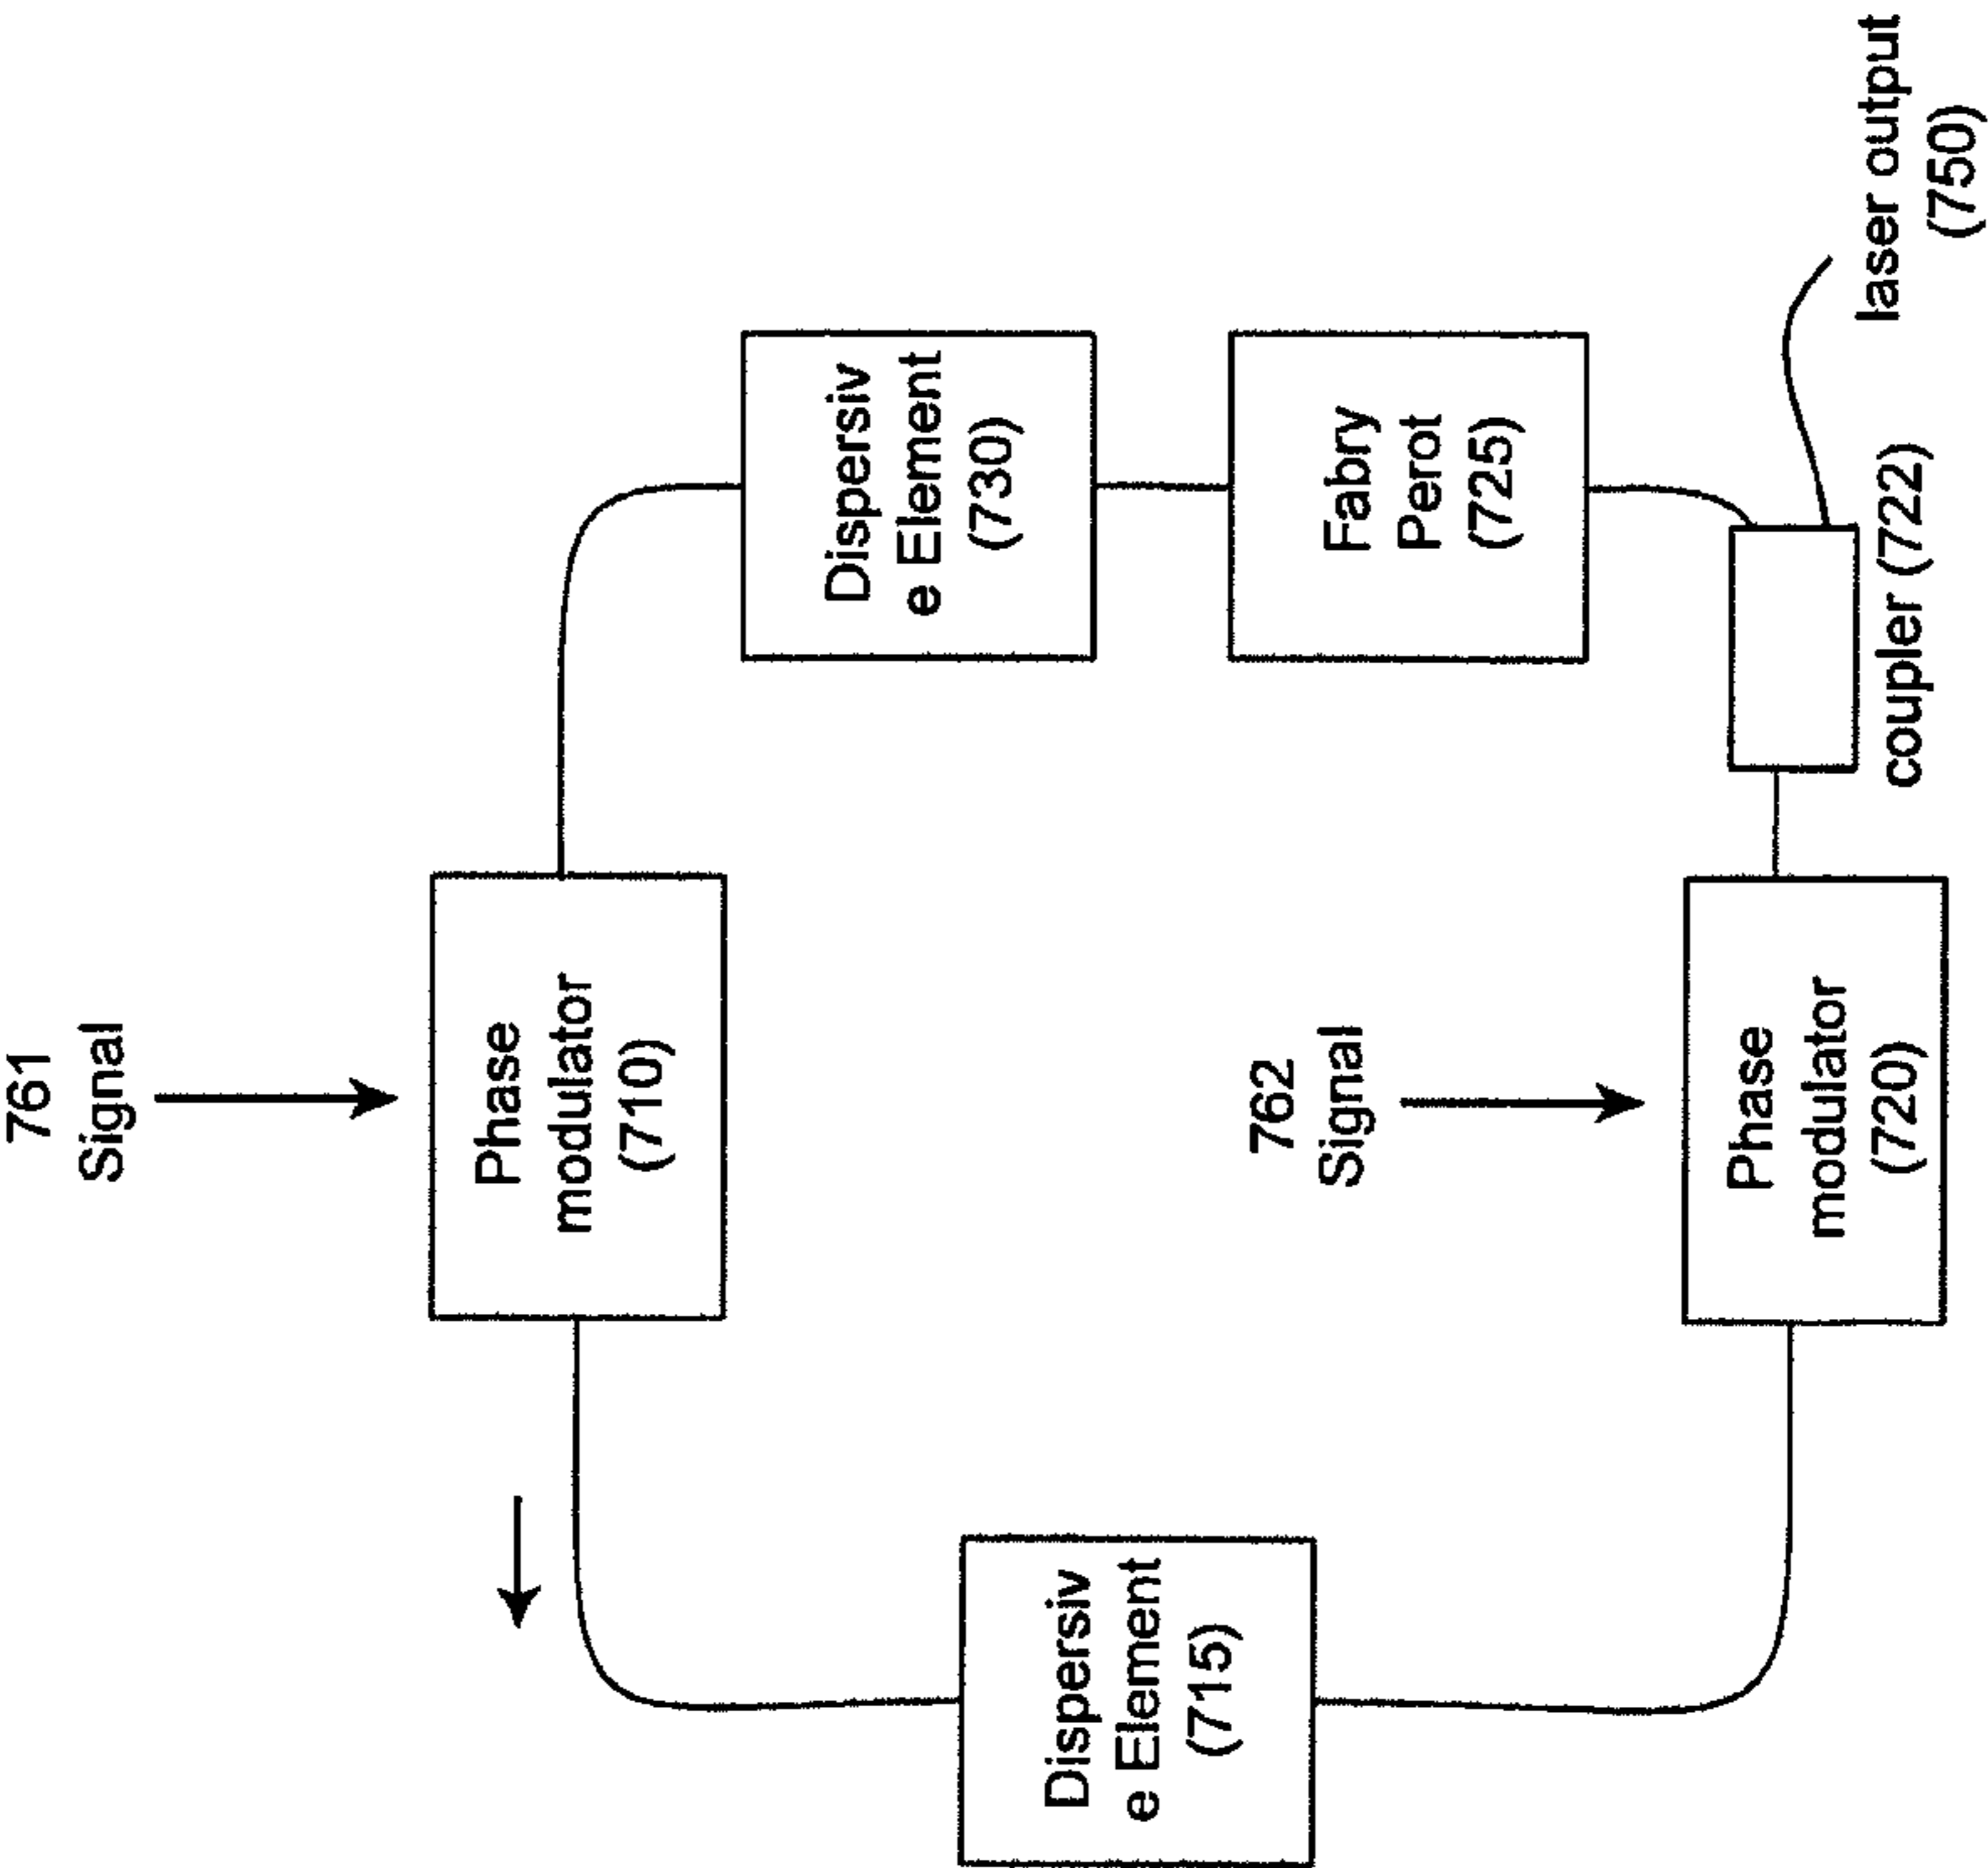 761
Signal
Phase
modulator
(710)
Dispersiv
e Element
(730)
Fabry
Perot
(725)
laser output
(750)
coupler (722)
762
Signal
Phase
modulator
(720)
Dispersiv
e Element
(715)